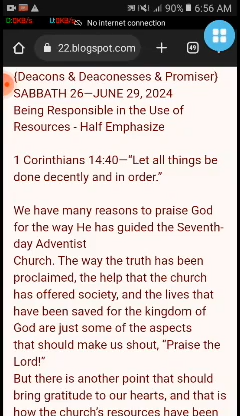 90% 6:56 AM
0:0KB/s U:0KB/s No internet connection
22.blogspot.com 49
{Deacons & Deaconesses & Promiser}
SABBATH 26—JUNE 29, 2024
Being Responsible in the Use of
Resources - Half Emphasize
1 Corinthians 14:40—“Let all things be
done decently and in order.”
We have many reasons to praise God
for the way He has guided the Seventh-
day Adventist
Church. The way the truth has been
proclaimed, the help that the church
has offered society, and the lives that
have been saved for the kingdom of
God are just some of the aspects
that should make us shout, “Praise the
Lord!”
But there is another point that should
bring gratitude to our hearts, and that is
how the church’s resources have been